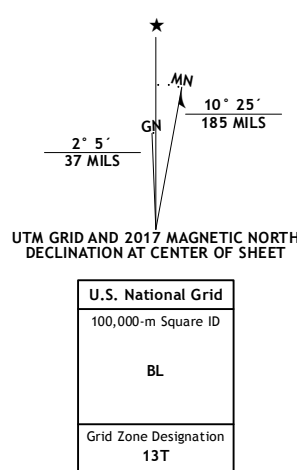 ★
MN
10° 25´
185 MILS
GN
2° 5´
37 MILS
UTM GRID AND 2017 MAGNETIC NORTH
DECLINATION AT CENTER OF SHEET
U.S. National Grid
100,000-m Square ID
BL
Grid Zone Designation
13T